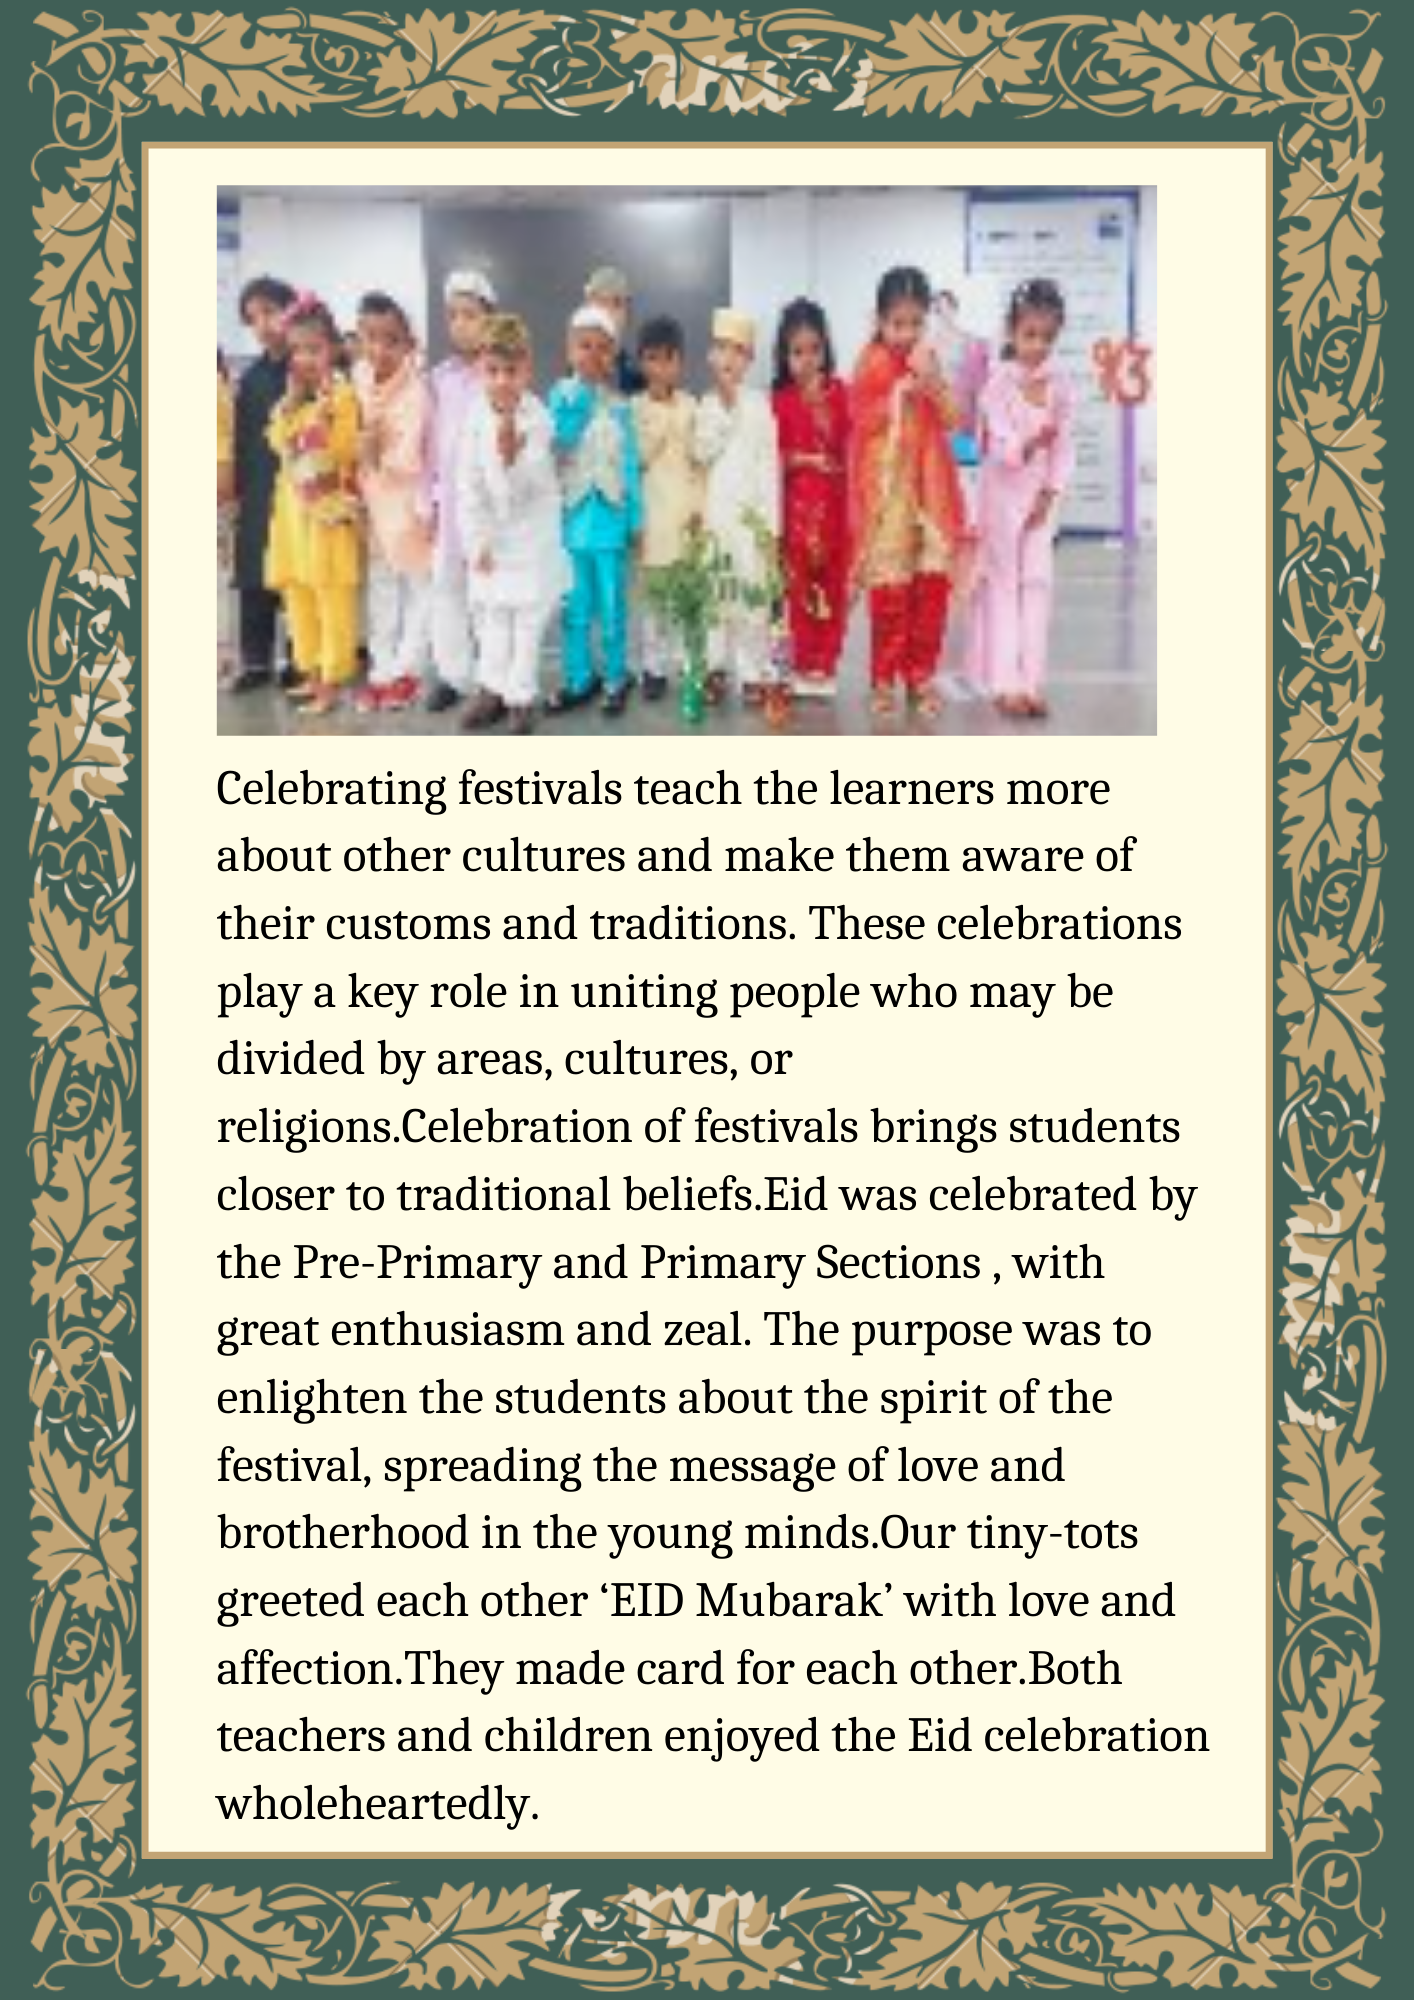 Celebrating festivals teach the learners more
about other cultures and make them aware of
their customs and traditions. These celebrations
play a key role in uniting people who may be
divided by areas, cultures, or
religions.Celebration of festivals brings students
closer to traditional beliefs.Eid was celebrated by
the Pre-Primary and Primary Sections , with
great enthusiasm and zeal. The purpose was to
enlighten the students about the spirit of the
festival, spreading the message of love and
brotherhood in the young minds.Our tiny-tots
greeted each other ‘EID Mubarak’ with love and
affection.They made card for each other.Both
teachers and children enjoyed the Eid celebration
wholeheartedly.